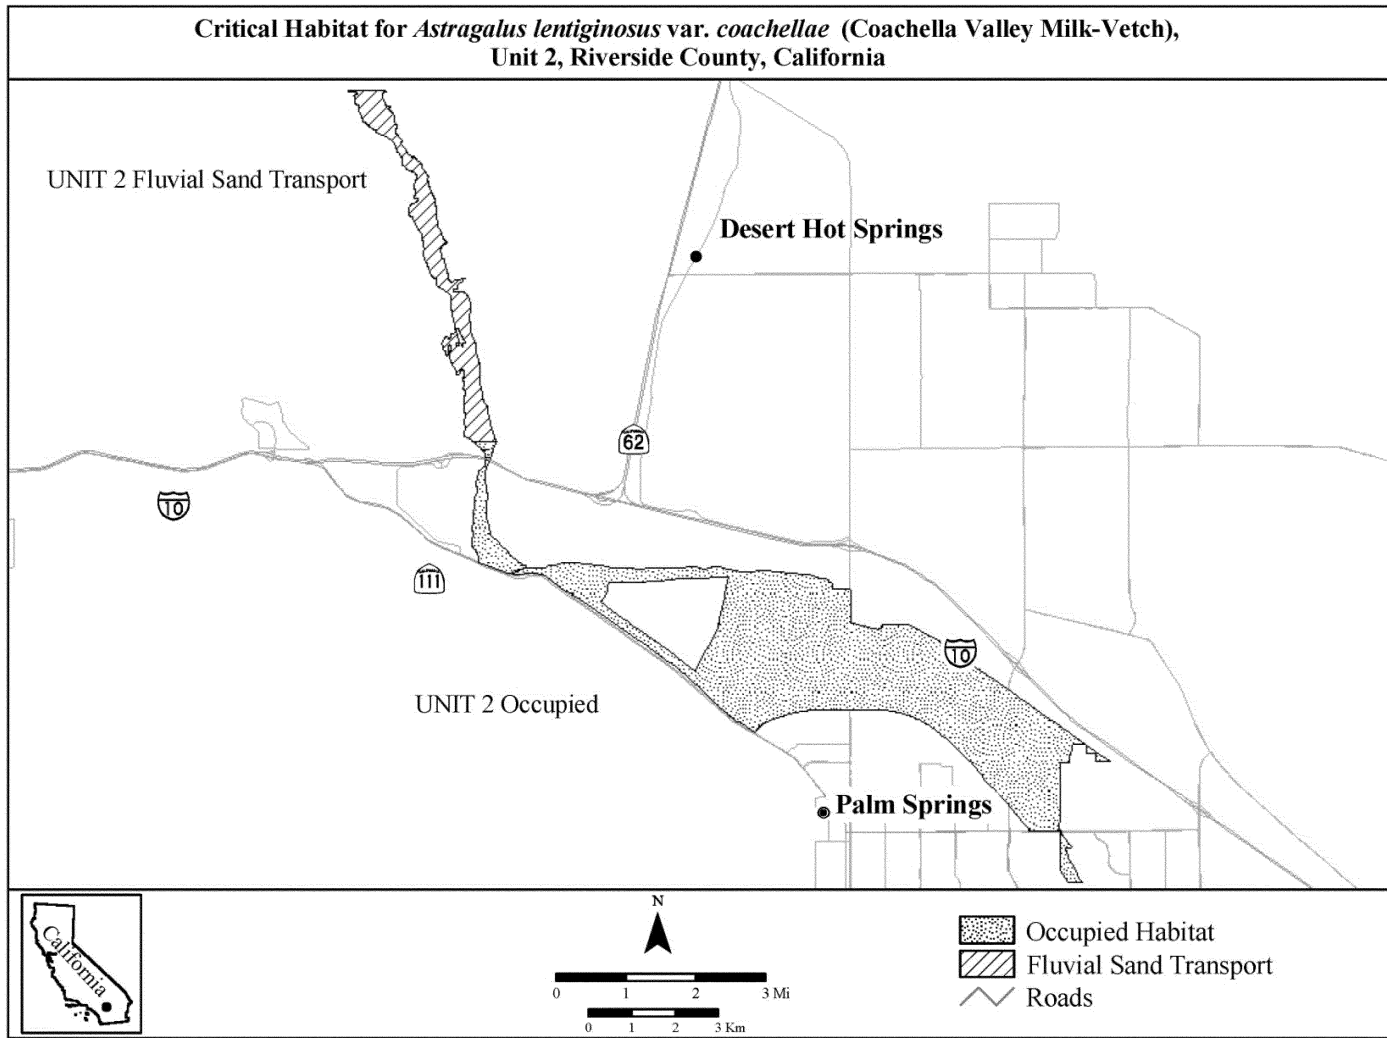 Critical Habitat for Astragalus lentiginosus var. coachellae (Coachella Valley Milk-Vetch),
Unit 2, Riverside County, California
UNIT 2 Fluvial Sand Transport
Desert Hot Springs
62
10
111
10
UNIT 2 Occupied
Palm Springs
California
N
0 1 2 3 Mi
0 1 2 3 Km
Occupied Habitat
Fluvial Sand Transport
Roads